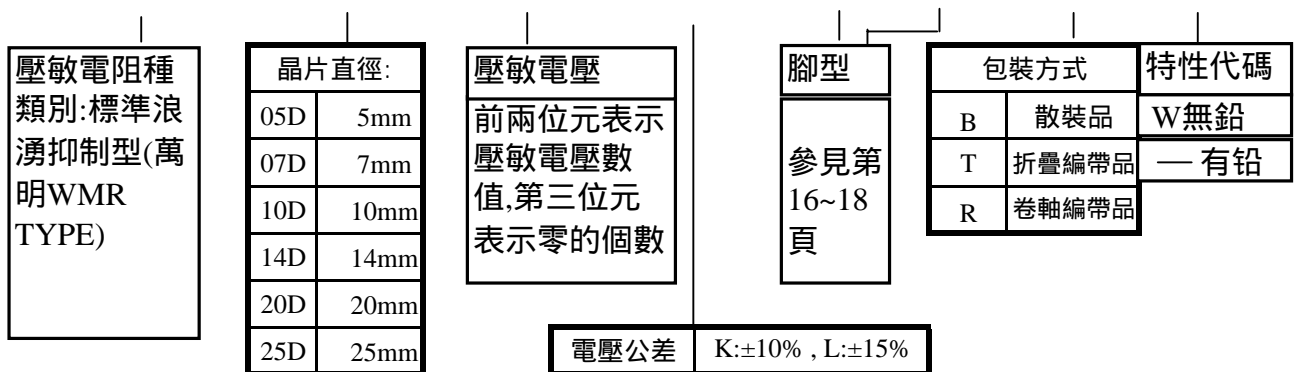 壓敏電阻種
類別:標準浪
湧抑制型(萬
明WMR
TYPE)
晶片直徑:
05D 5mm
07D 7mm
10D 10mm
14D 14mm
20D 20mm
25D 25mm
壓敏電壓
前兩位元表示
壓敏電壓數
值,第三位元
表示零的個數
電壓公差 K:±10% , L:±15%
腳型
參見第
16~18
頁
包裝方式
B 散裝品
T 折疊編帶品
R 卷軸編帶品
特性代碼
W無鉛
— 有铅